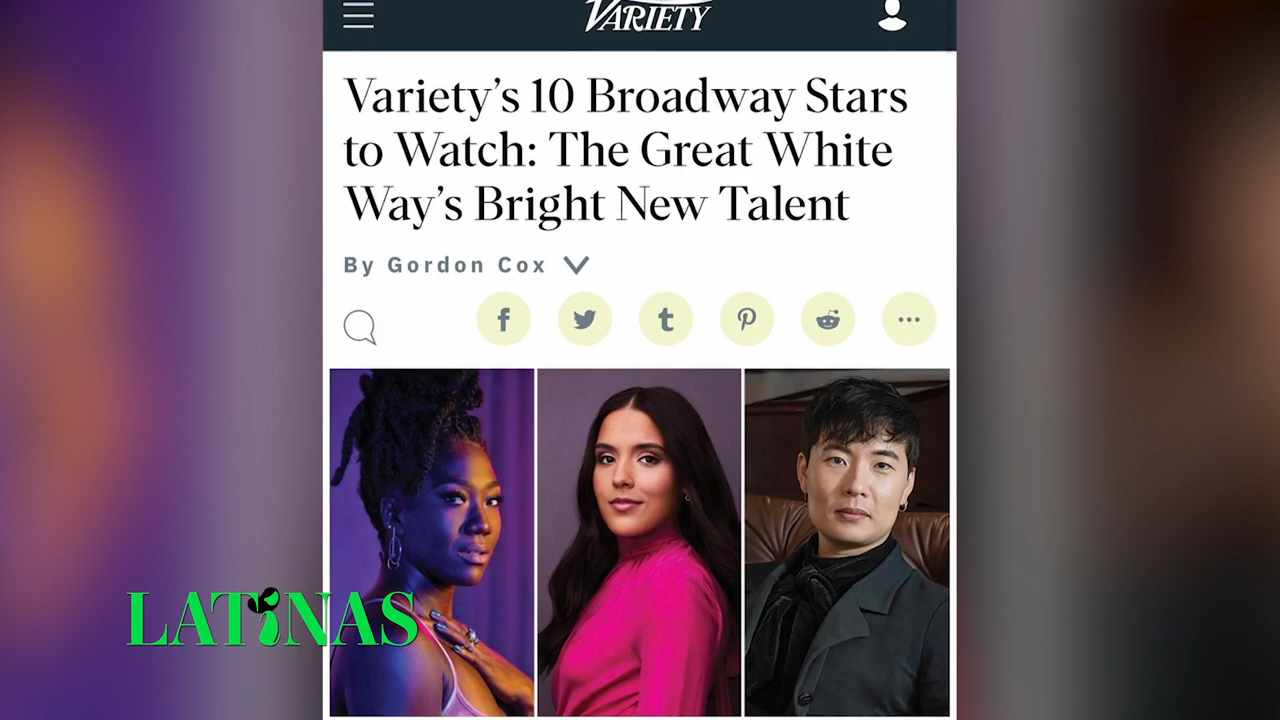 VARIETY
Variety's 10 Broadway Stars
to Watch: The Great White
Way's Bright New Talent
By Gordon Cox
LATiNAS